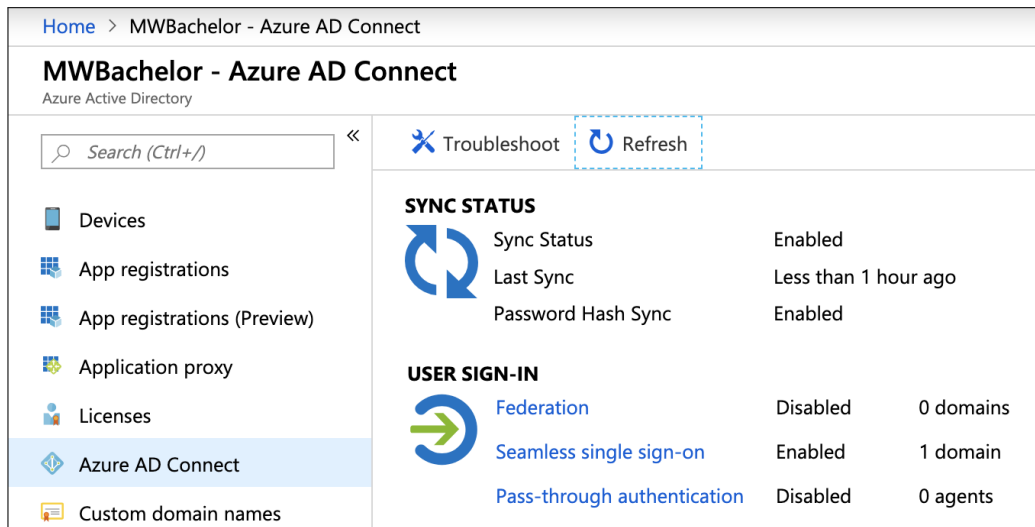 Home > MWBachelor - Azure AD Connect
MWBachelor - Azure AD Connect
Azure Active Directory
Search (Ctrl+/)
«
Devices
App registrations
App registrations (Preview)
Application proxy
Licenses
Azure AD Connect
Custom domain names
Troubleshoot Refresh
SYNC STATUS
Sync Status Enabled
Last Sync Less than 1 hour ago
Password Hash Sync Enabled
USER SIGN-IN
Federation Disabled 0 domains
Seamless single sign-on Enabled 1 domain
Pass-through authentication Disabled 0 agents